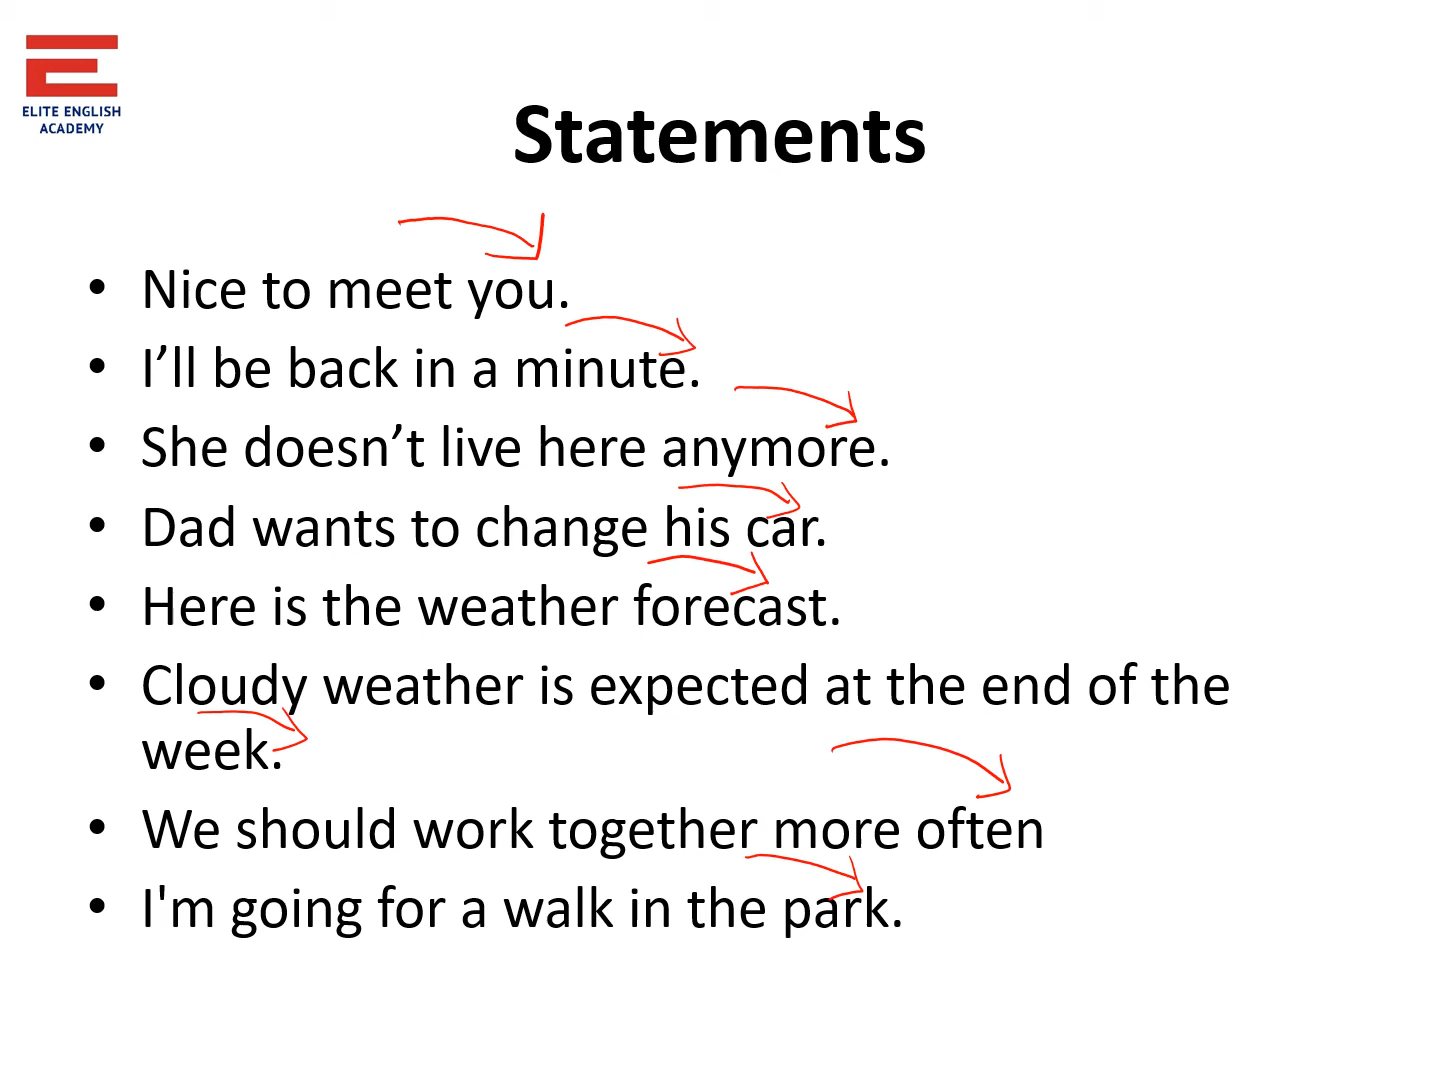 ELITE ENGLISH
ACADEMY
Statements
• Nice to meet you.
• I’ll be back in a minute.
• She doesn’t live here anymore.
• Dad wants to change his car.
• Here is the weather forecast.
• Cloudy weather is expected at the end of the
week.
• We should work together more often
• I'm going for a walk in the park.